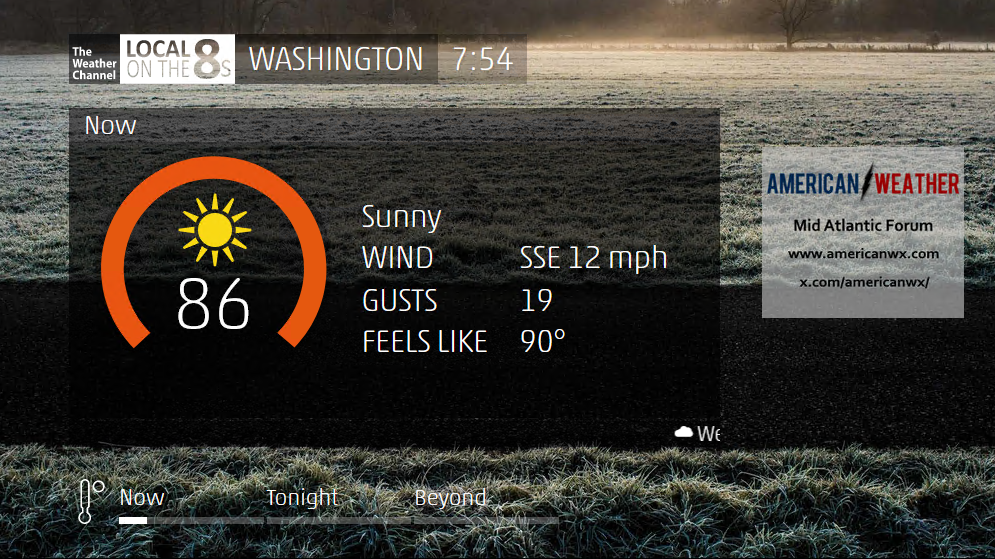 The
Weather
Channel
LOCAL
ON THE 8s
WASHINGTON
7:54
Now
86
Sunny
WIND SSE 12 mph
GUSTS 19
FEELS LIKE 90°
AMERICAN WEATHER
Mid Atlantic Forum
www.americanwx.com
x.com/americanwx/
We
Now
Tonight
Beyond